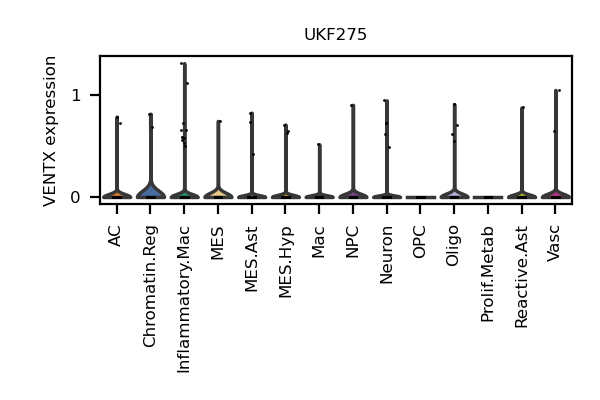 UKF275
VENTX expression
1
0
AC
Chromatin.Reg
Inflammatory.Mac
MES
MES.Ast
MES.Hyp
Mac
NPC
Neuron
OPC
Oligo
Prolif.Metab
Reactive.Ast
Vasc